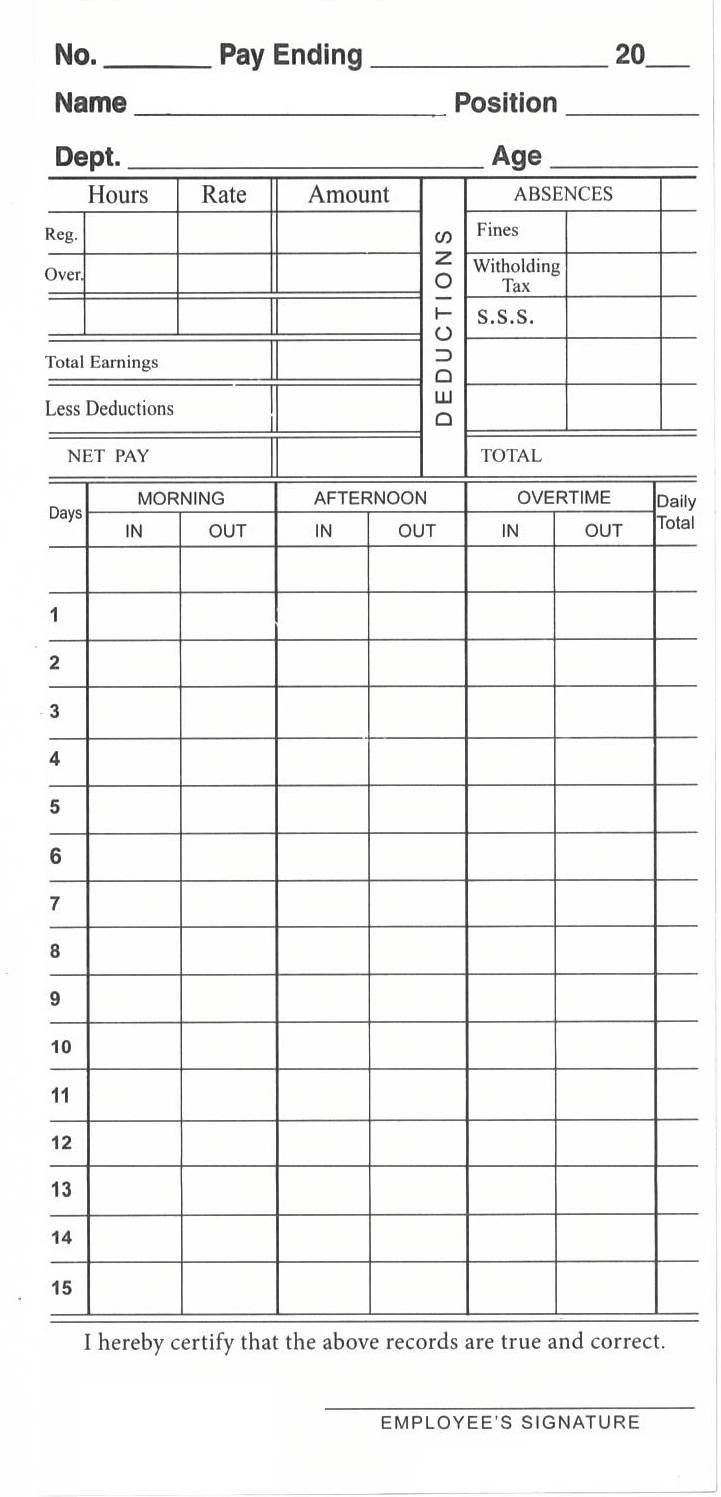 No. Pay Ending 20
Name Position
Dept. Age
Hours Rate Amount DEDUCTIONS ABSENCES
Reg. Fines
Over. Witholding
Tax
S.S.S.
Total Earnings
Less Deductions
NET PAY TOTAL
Days MORNING AFTERNOON OVERTIME Daily
Total
IN OUT IN OUT IN OUT
1
2
3
4
5
6
7
8
9
10
11
12
13
14
15
I hereby certify that the above records are true and correct.
EMPLOYEE'S SIGNATURE